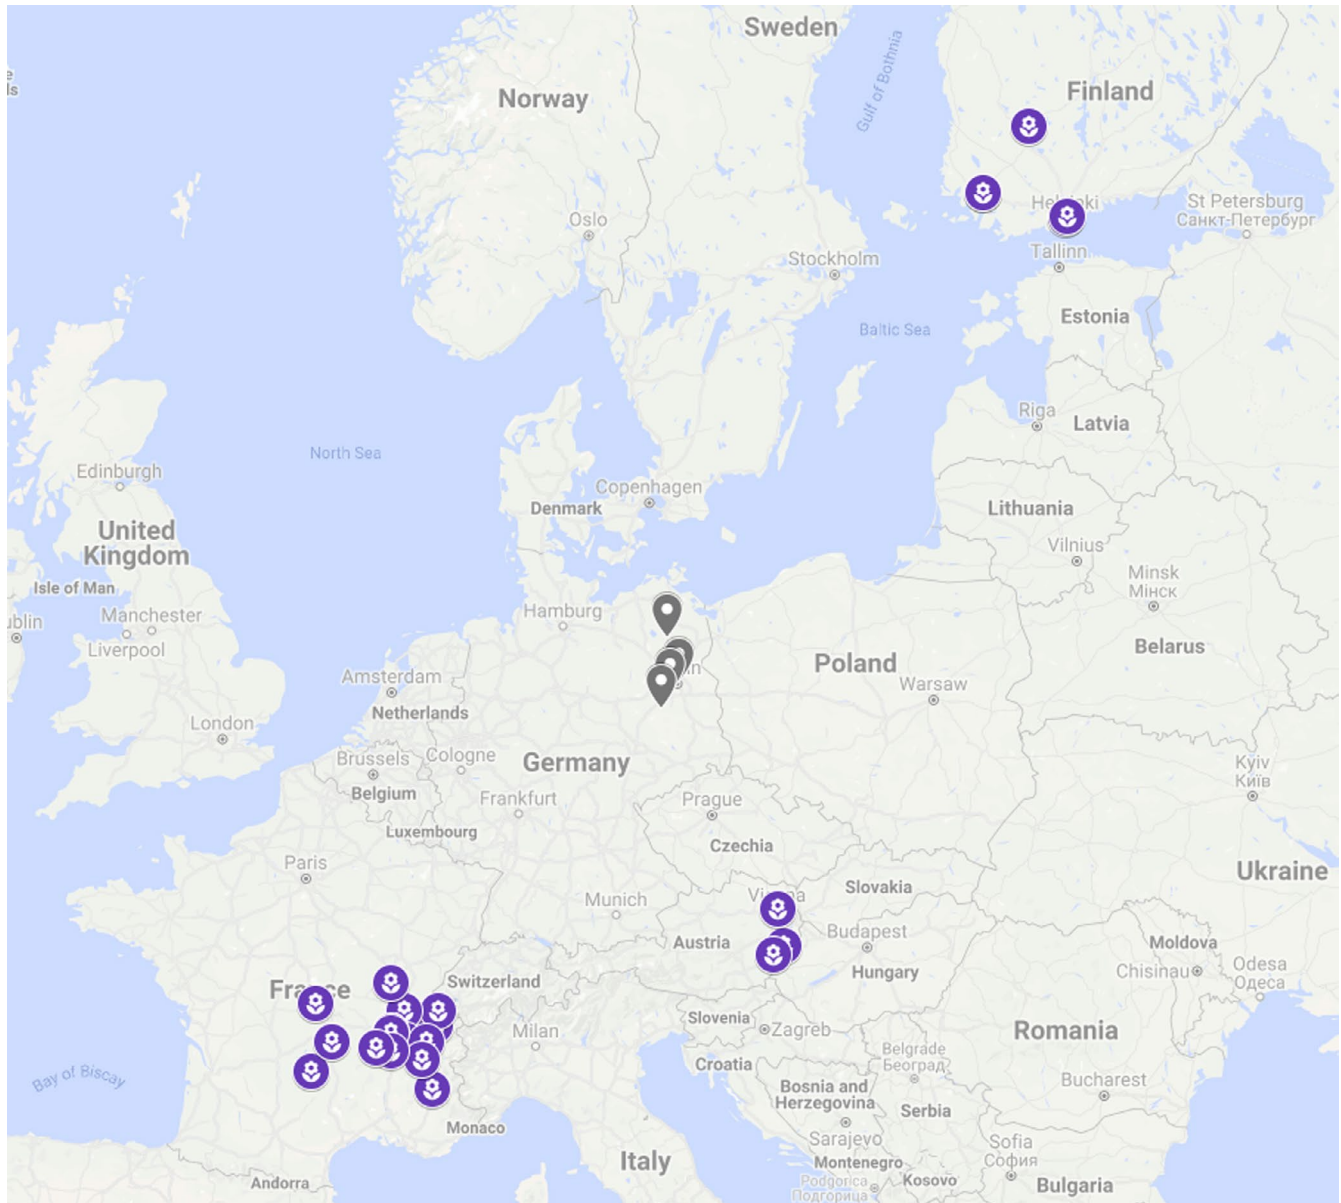 Sweden
Gulf of Bothnia
Finland
Norway
St Petersburg
Санкт-Петербург
Oslo
Tallinn
Stockholm
Estonia
Baltic Sea
Riga
Latvia
North Sea
Edinburgh
Copenhagen
Denmark
Lithuania
United
Kingdom
Vilnius
Isle of Man
Minsk
Мінск
Hamburg
Manchester
Liverpool
Belarus
Poland
Amsterdam
Warsaw
Netherlands
London
Brussels
Cologne
Germany
Kyiv
Київ
Belgium
Frankfurt
Prague
Luxembourg
Czechia
Paris
Ukraine
Slovakia
Munich
Austria
Budapest
Moldova
Hungary
Chisinau
Odesa
Одеса
Switzerland
Slovenia
Zagreb
Milan
Romania
Belgrade
Београд
Croatia
Bay of Biscay
Bosnia and
Herzegovina
Bucharest
Serbia
Monaco
Sarajevo
Sofia
София
Italy
Montenegro
Andorra
Podgorica
Подгорица
Kosovo
Bulgaria